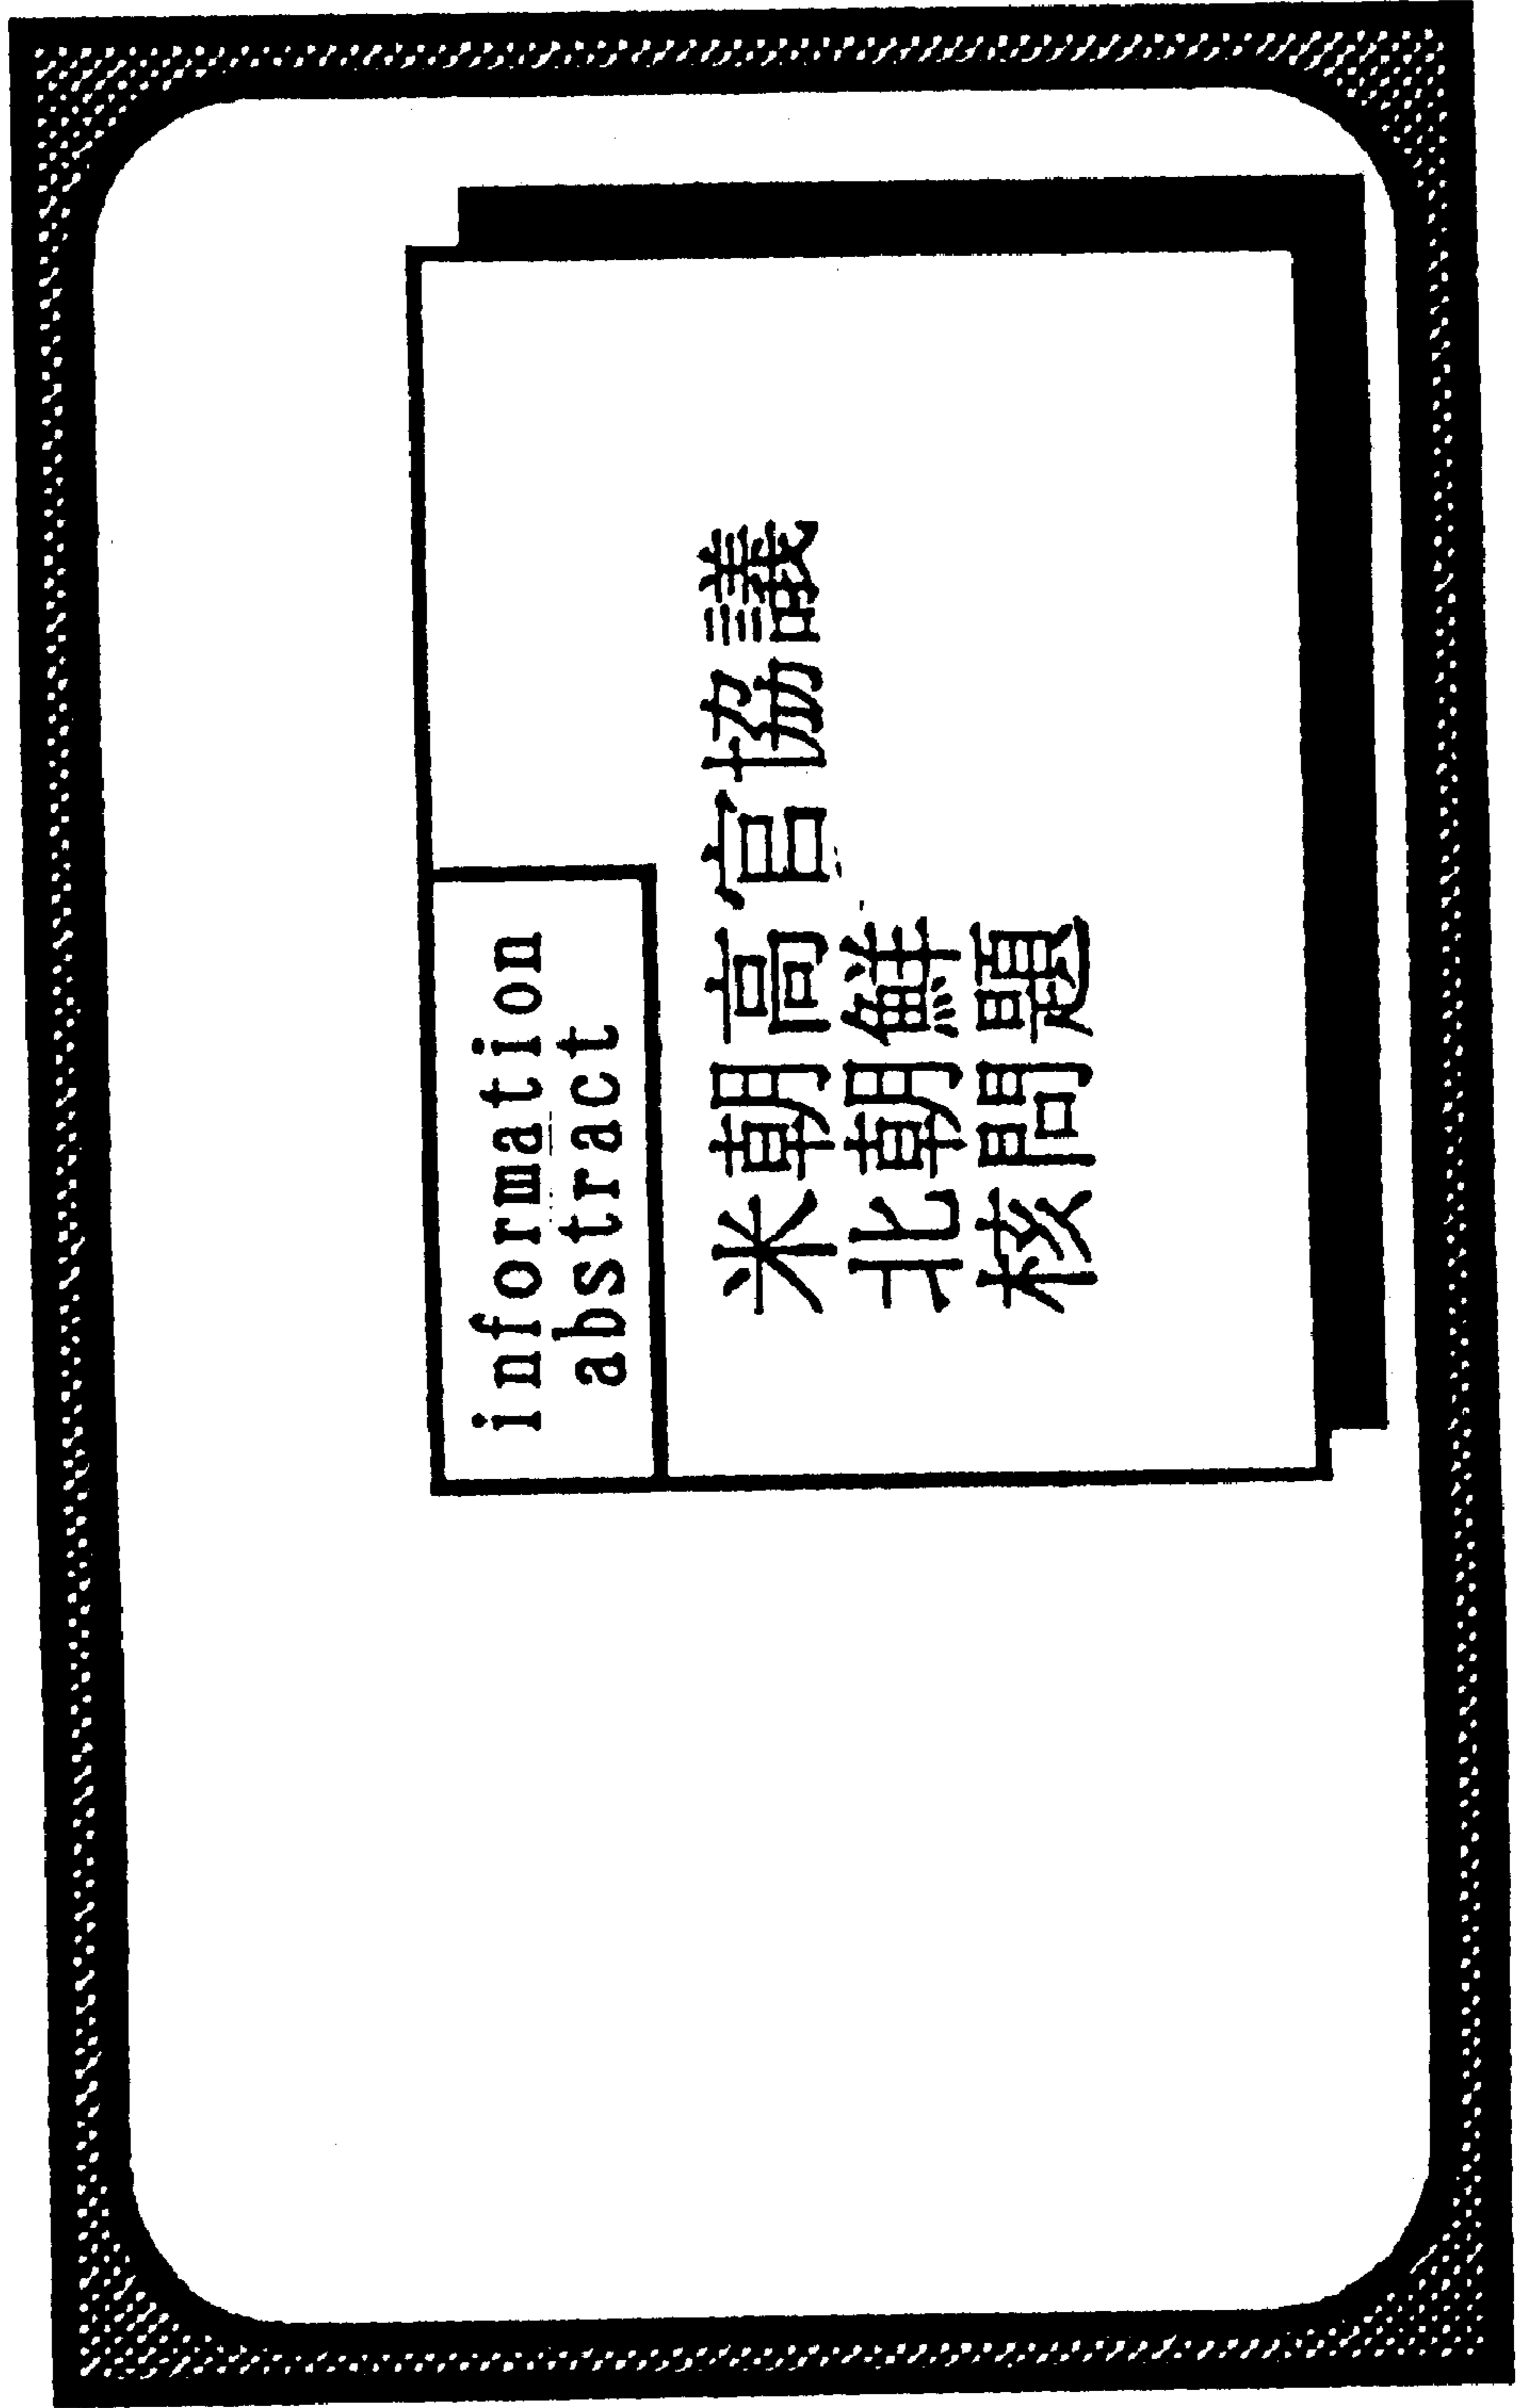 information
abstract
米朝高官協議
北朝鮮
核問題